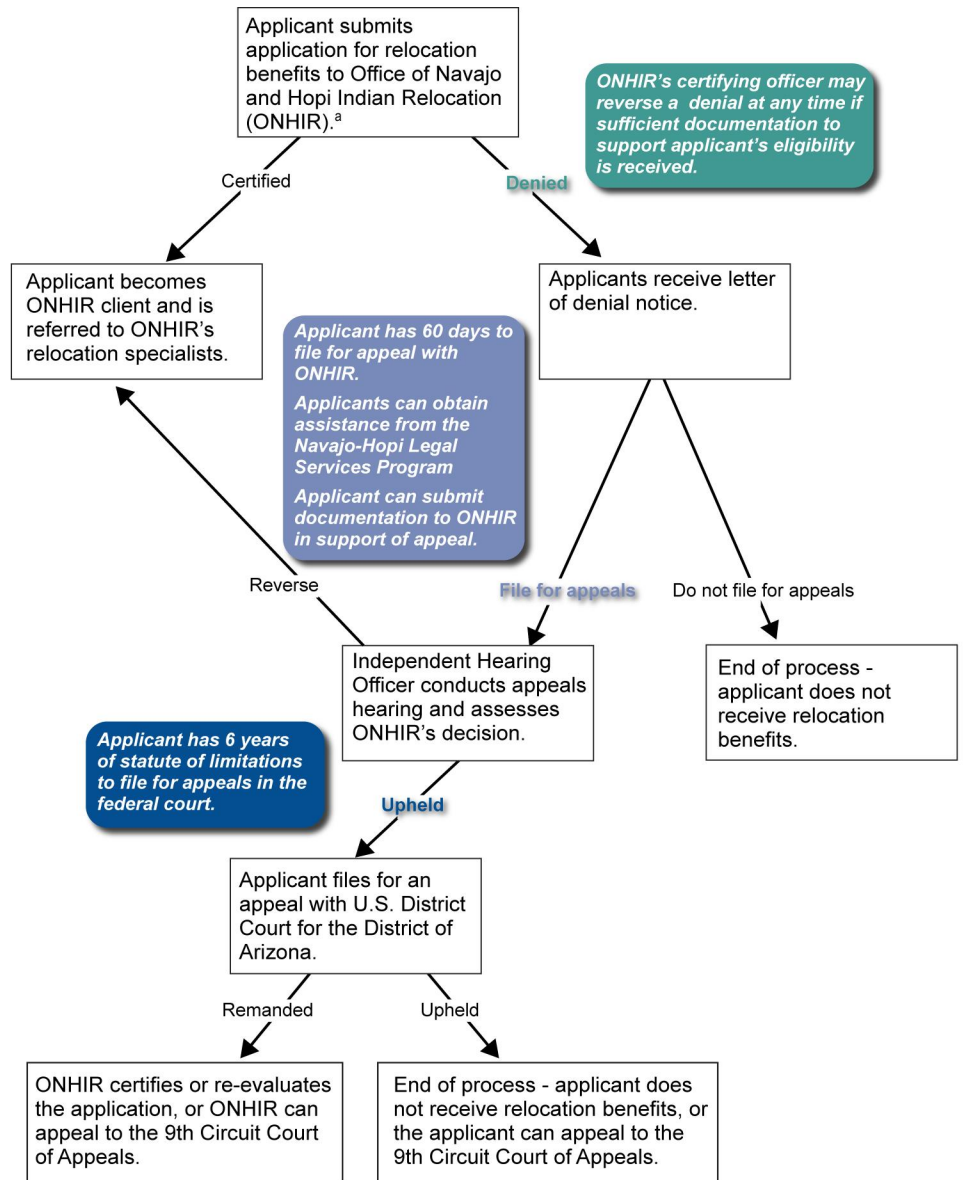 Applicant submits
application for relocation
benefits to Office of Navajo
and Hopi Indian Relocation
(ONHIR).a
ONHIR's certifying officer may
reverse a denial at any time if
sufficient documentation to
support applicant's eligibility
is received.
Certified
Denied
Applicant becomes
ONHIR client and is
referred to ONHIR's
relocation specialists.
Applicants receive letter
of denial notice.
Applicant has 60 days to
file for appeal with
ONHIR.
Applicants can obtain
assistance from the
Navajo-Hopi Legal
Services Program
Applicant can submit
documentation to ONHIR
in support of appeal.
Reverse
File for appeals
Do not file for appeals
Independent Hearing
Officer conducts appeals
hearing and assesses
ONHIR's decision.
End of process -
applicant does not
receive relocation
benefits.
Applicant has 6 years
of statute of limitations
to file for appeals in the
federal court.
Upheld
Applicant files for an
appeal with U.S. District
Court for the District of
Arizona.
Remanded
Upheld
ONHIR certifies or re-evaluates
the application, or ONHIR can
appeal to the 9th Circuit Court
of Appeals.
End of process - applicant does
not receive relocation benefits, or
the applicant can appeal to the
9th Circuit Court of Appeals.